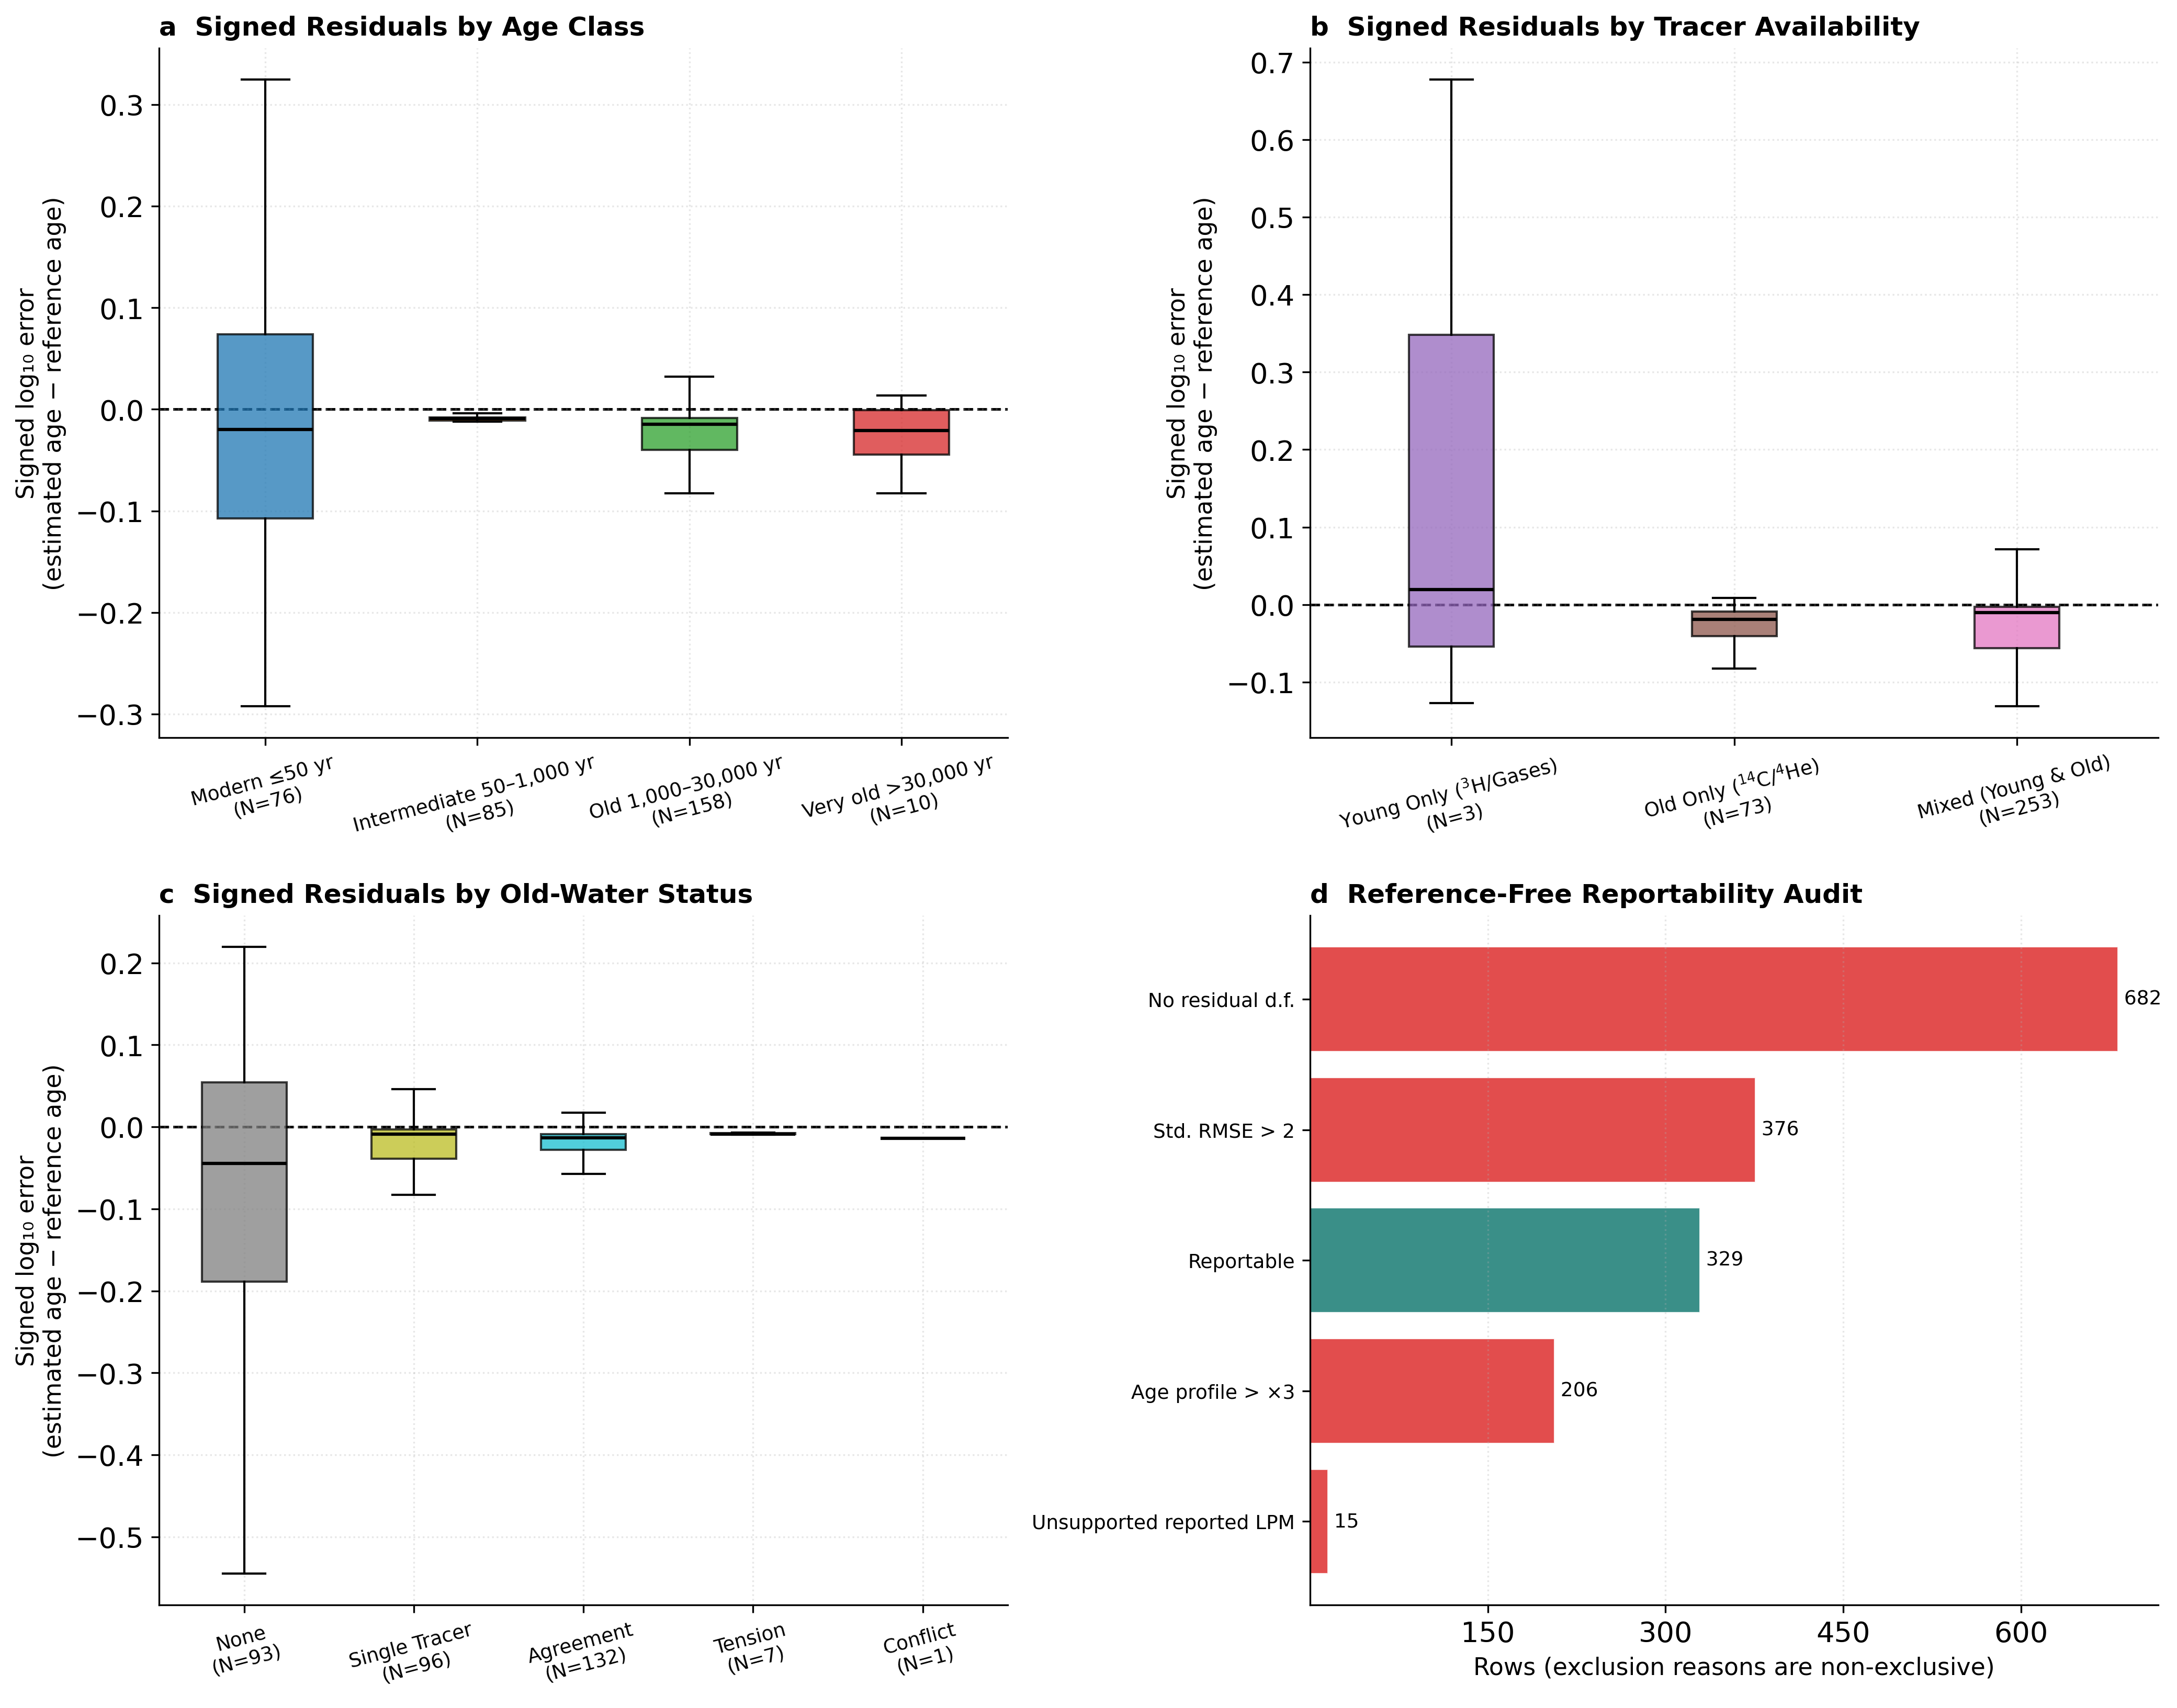 a  Signed Residuals by Age Class
Signed log₁₀ error
(estimated age − reference age)
0.3
0.2
0.1
0.0
−0.1
−0.2
−0.3
Modern ≤50 yr
(N=76)
Intermediate 50–1,000 yr
(N=85)
Old 1,000–30,000 yr
(N=158)
Very old >30,000 yr
(N=10)
b  Signed Residuals by Tracer Availability
Signed log₁₀ error
(estimated age − reference age)
0.7
0.6
0.5
0.4
0.3
0.2
0.1
0.0
−0.1
Young Only (³H/Gases)
(N=3)
Old Only (¹⁴C/⁴He)
(N=73)
Mixed (Young & Old)
(N=253)
c  Signed Residuals by Old-Water Status
Signed log₁₀ error
(estimated age − reference age)
0.2
0.1
0.0
−0.1
−0.2
−0.3
−0.4
−0.5
None
(N=93)
Single Tracer
(N=96)
Agreement
(N=132)
Tension
(N=7)
Conflict
(N=1)
d  Reference-Free Reportability Audit
No residual d.f.
682
Std. RMSE > 2
376
Reportable
329
Age profile > ×3
206
Unsupported reported LPM
15
150
300
450
600
Rows (exclusion reasons are non-exclusive)